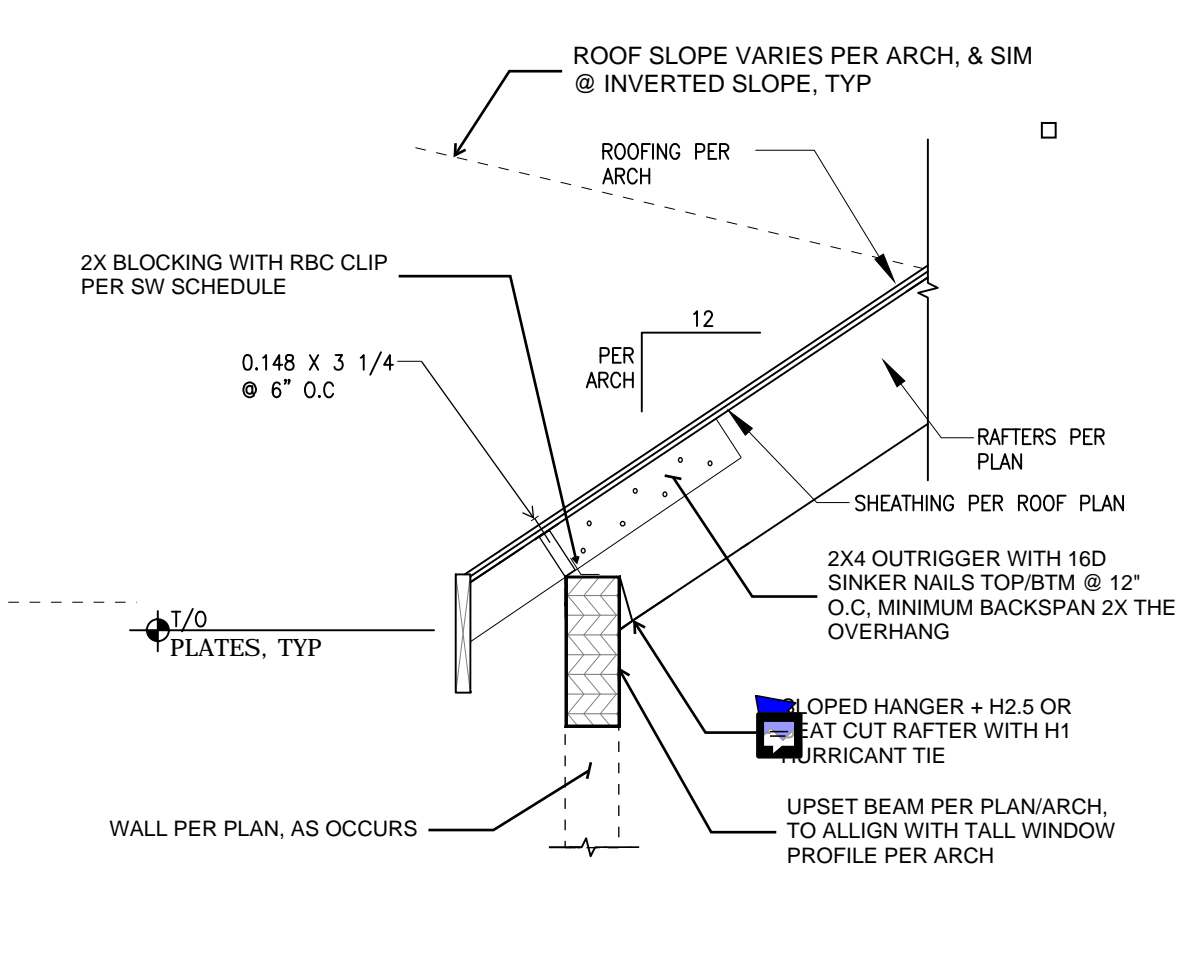 ROOF SLOPE VARIES PER ARCH, & SIM
@ INVERTED SLOPE, TYP
ROOFING PER
ARCH
2X BLOCKING WITH RBC CLIP
PER SW SCHEDULE
12
PER
ARCH
0.148 X 3 1/4
@ 6" O.C
RAFTERS PER
PLAN
SHEATHING PER ROOF PLAN
2X4 OUTRIGGER WITH 16D
SINKER NAILS TOP/BTM @ 12"
O.C, MINIMUM BACKSPAN 2X THE
OVERHANG
T/O
PLATES, TYP
SLOPED HANGER + H2.5 OR
SEAT CUT RAFTER WITH H1
HURRICANT TIE
UPSET BEAM PER PLAN/ARCH,
TO ALLIGN WITH TALL WINDOW
PROFILE PER ARCH
WALL PER PLAN, AS OCCURS